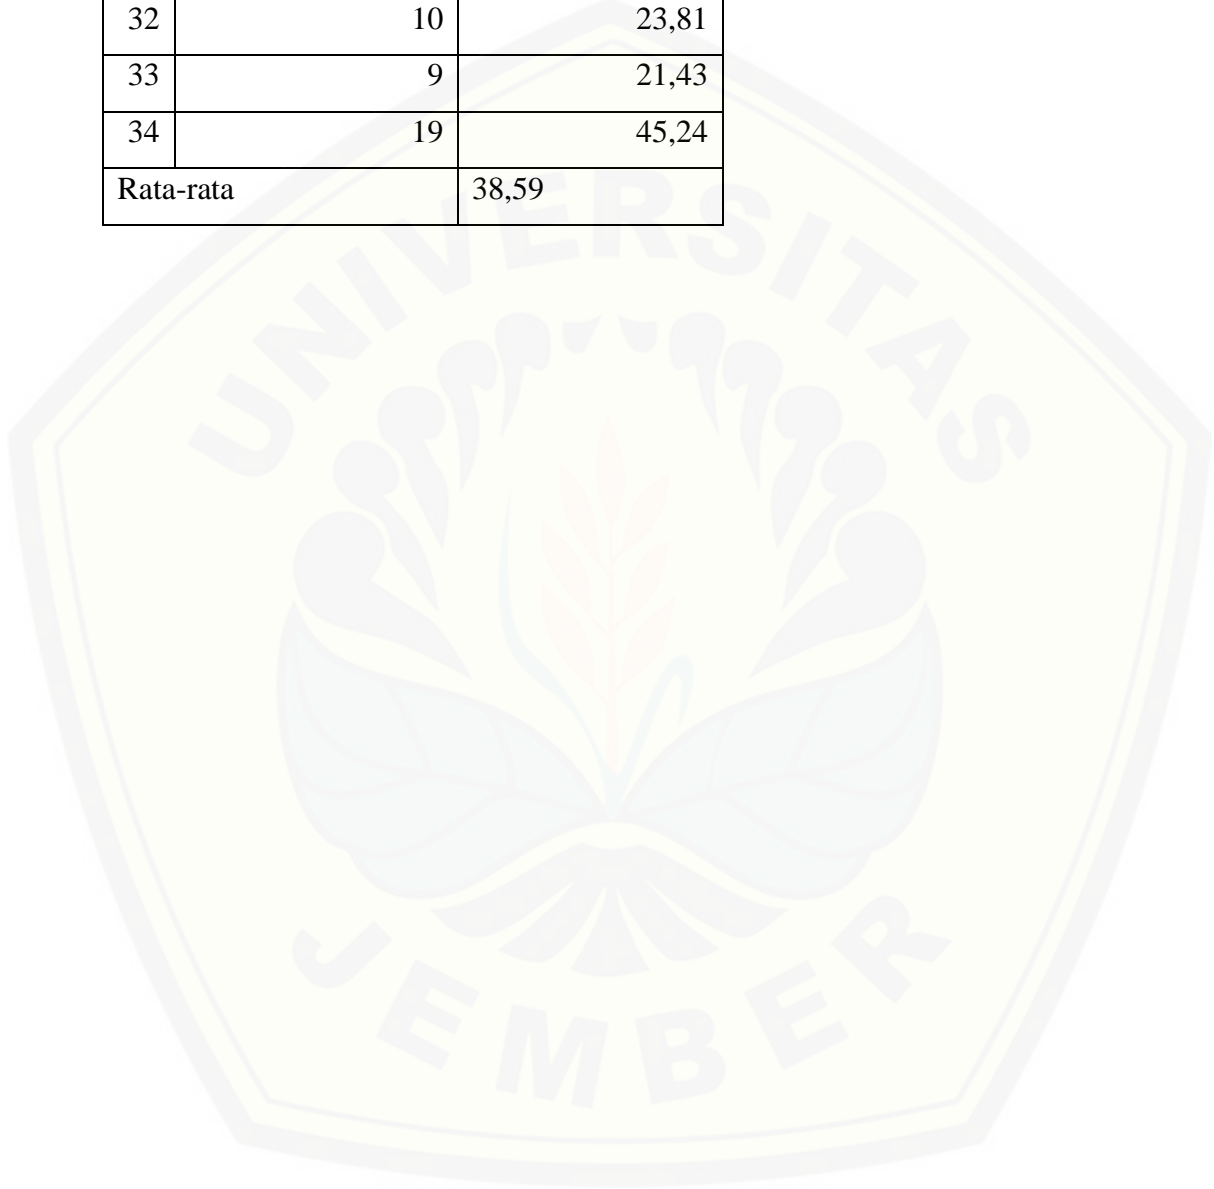 32 10 23,81
33 9 21,43
34 19 45,24
Rata-rata 38,59
UNIVERSITAS
JEMBER